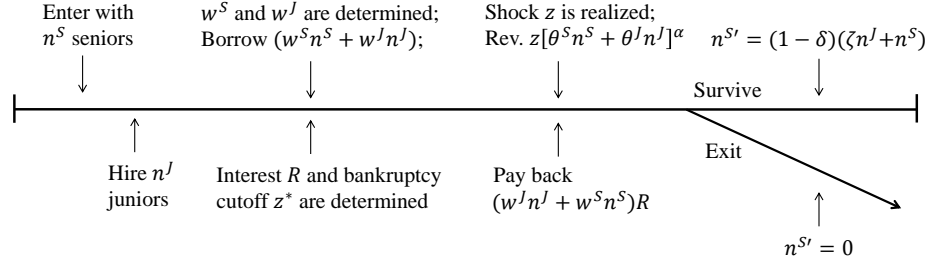 Enter with
n^S seniors
w^S and w^J are determined;
Borrow (w^S n^S + w^J n^J);
Shock z is realized;
Rev. z[θ^S n^S + θ^J n^J]^α
n^S′ = (1 − δ)(ζn^J+n^S)
Survive
Exit
Hire n^J
juniors
Interest R and bankruptcy
cutoff z* are determined
Pay back
(w^J n^J + w^S n^S)R
n^S′ = 0